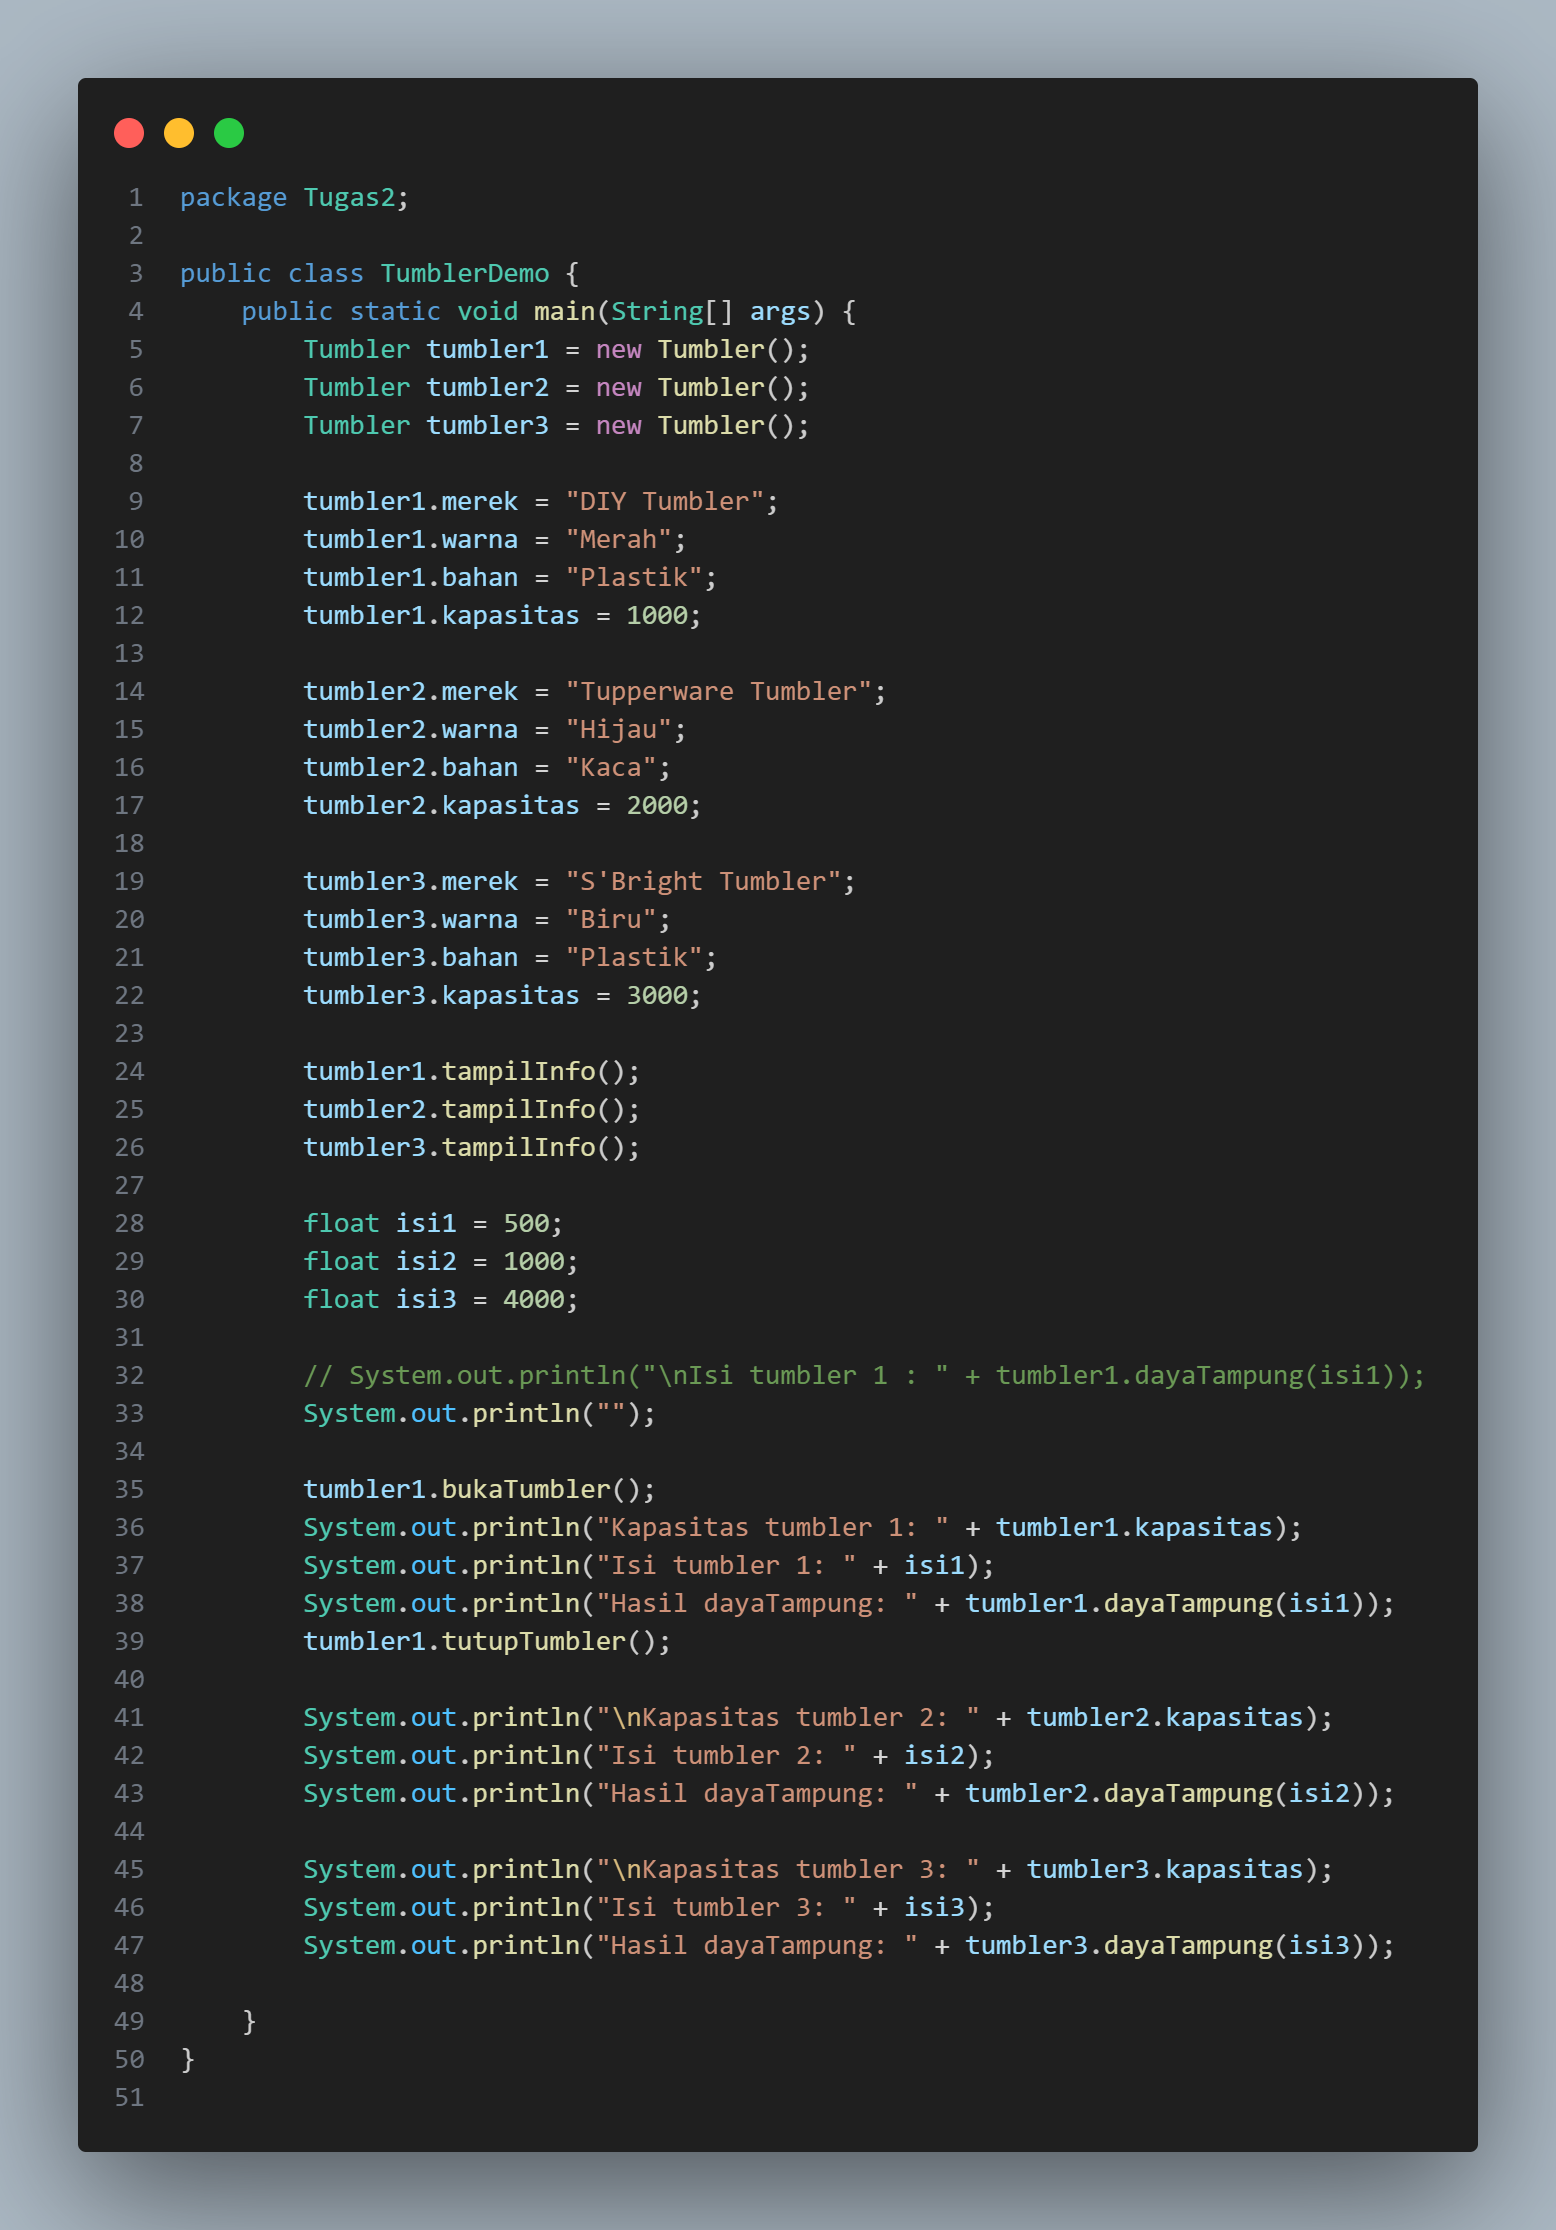 1 package Tugas2;
2
3 public class TumblerDemo {
4     public static void main(String[] args) {
5         Tumbler tumbler1 = new Tumbler();
6         Tumbler tumbler2 = new Tumbler();
7         Tumbler tumbler3 = new Tumbler();
8
9         tumbler1.merek = "DIY Tumbler";
10         tumbler1.warna = "Merah";
11         tumbler1.bahan = "Plastik";
12         tumbler1.kapasitas = 1000;
13
14         tumbler2.merek = "Tupperware Tumbler";
15         tumbler2.warna = "Hijau";
16         tumbler2.bahan = "Kaca";
17         tumbler2.kapasitas = 2000;
18
19         tumbler3.merek = "S'Bright Tumbler";
20         tumbler3.warna = "Biru";
21         tumbler3.bahan = "Plastik";
22         tumbler3.kapasitas = 3000;
23
24         tumbler1.tampilInfo();
25         tumbler2.tampilInfo();
26         tumbler3.tampilInfo();
27
28         float isi1 = 500;
29         float isi2 = 1000;
30         float isi3 = 4000;
31
32         // System.out.println("\nIsi tumbler 1 : " + tumbler1.dayaTampung(isi1));
33         System.out.println("");
34
35         tumbler1.bukaTumbler();
36         System.out.println("Kapasitas tumbler 1: " + tumbler1.kapasitas);
37         System.out.println("Isi tumbler 1: " + isi1);
38         System.out.println("Hasil dayaTampung: " + tumbler1.dayaTampung(isi1));
39         tumbler1.tutupTumbler();
40
41         System.out.println("\nKapasitas tumbler 2: " + tumbler2.kapasitas);
42         System.out.println("Isi tumbler 2: " + isi2);
43         System.out.println("Hasil dayaTampung: " + tumbler2.dayaTampung(isi2));
44
45         System.out.println("\nKapasitas tumbler 3: " + tumbler3.kapasitas);
46         System.out.println("Isi tumbler 3: " + isi3);
47         System.out.println("Hasil dayaTampung: " + tumbler3.dayaTampung(isi3));
48
49     }
50 }
51